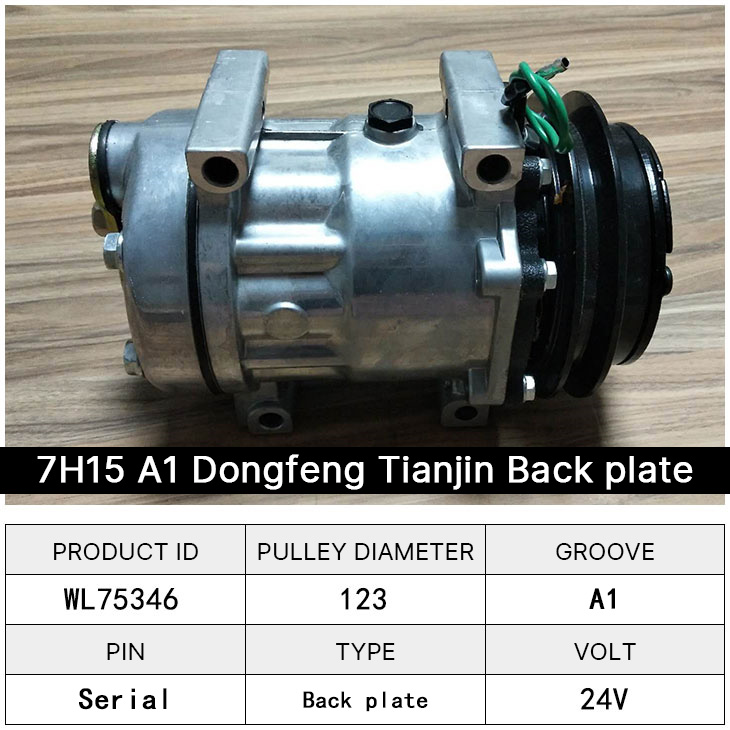 7H15 A1 Dongfeng Tianjin Back plate
PRODUCT ID PULLEY DIAMETER GROOVE
WL75346 123 A1
PIN TYPE VOLT
Serial Back plate 24V